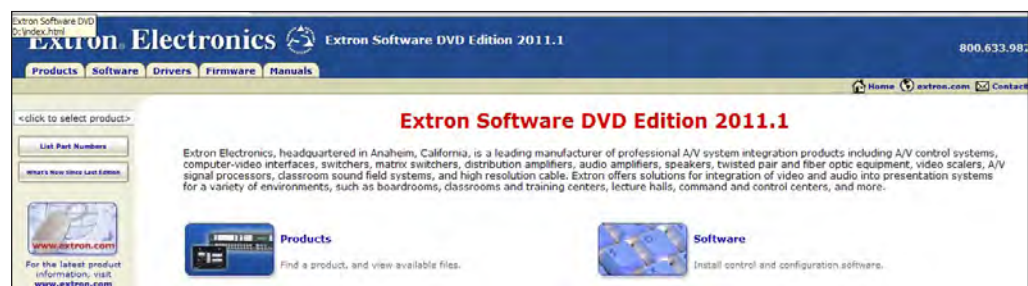 Extron Software DVD
D:\index.html
Extron Electronics Extron Software DVD Edition 2011.1
800.633.987
Products Software Drivers Firmware Manuals
Home extron.com Contact
<click to select product>
List Part Numbers
What's New Since Last Edition
www.extron.com
For the latest product
information, visit
www.extron.com
Extron Software DVD Edition 2011.1
Extron Electronics, headquartered in Anaheim, California, is a leading manufacturer of professional A/V system integration products including A/V control systems,
computer-video interfaces, switchers, matrix switchers, distribution amplifiers, audio amplifiers, speakers, twisted pair and fiber optic equipment, video scalers, A/V
signal processors, classroom sound field systems, and high resolution cable. Extron offers solutions for integration of video and audio into presentation systems
for a variety of environments, such as boardrooms, classrooms and training centers, lecture halls, command and control centers, and more.
Products
Find a product, and view available files.
Software
Install control and configuration software.